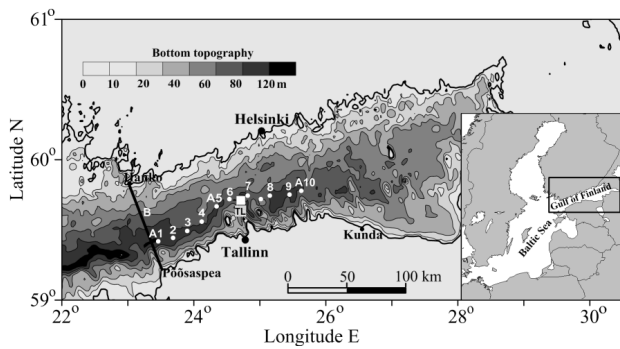 61°
Bottom topography
0 10 20 40 60 80 120 m
Helsinki
Latitude N
60°
Hanko
Gulf of Finland
Baltic Sea
B
A1 2 3 4 A5 6 7 8 9 A10
TL
Tallinn
Kunda
Põõsaspea
0 50 100 km
59°
22° 24° 26° 28° 30°
Longitude E